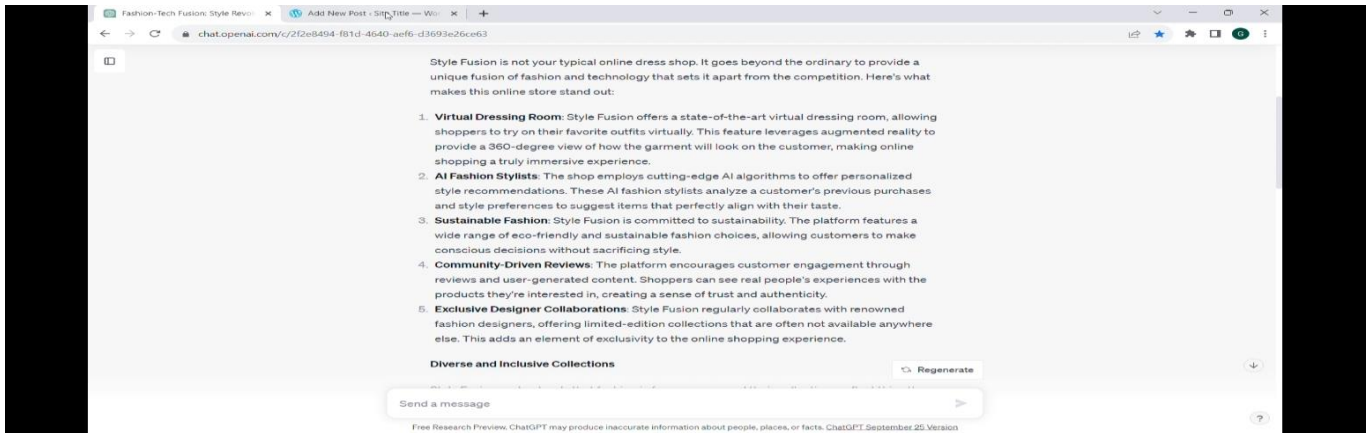 Fashion-Tech Fusion: Style Revo
Add New Post ‹ Site Title — Wo
chat.openai.com/c/2f2e8494-f81d-4640-aef6-d3693e26ce63
G
Style Fusion is not your typical online dress shop. It goes beyond the ordinary to provide a
unique fusion of fashion and technology that sets it apart from the competition. Here's what
makes this online store stand out:
1. Virtual Dressing Room: Style Fusion offers a state-of-the-art virtual dressing room, allowing
shoppers to try on their favorite outfits virtually. This feature leverages augmented reality to
provide a 360-degree view of how the garment will look on the customer, making online
shopping a truly immersive experience.
2. AI Fashion Stylists: The shop employs cutting-edge AI algorithms to offer personalized
style recommendations. These AI fashion stylists analyze a customer's previous purchases
and style preferences to suggest items that perfectly align with their taste.
3. Sustainable Fashion: Style Fusion is committed to sustainability. The platform features a
wide range of eco-friendly and sustainable fashion choices, allowing customers to make
conscious decisions without sacrificing style.
4. Community-Driven Reviews: The platform encourages customer engagement through
reviews and user-generated content. Shoppers can see real people's experiences with the
products they're interested in, creating a sense of trust and authenticity.
5. Exclusive Designer Collaborations: Style Fusion regularly collaborates with renowned
fashion designers, offering limited-edition collections that are often not available anywhere
else. This adds an element of exclusivity to the online shopping experience.
Diverse and Inclusive Collections
Regenerate
Send a message
Free Research Preview. ChatGPT may produce inaccurate information about people, places, or facts. ChatGPT September 25 Version
?